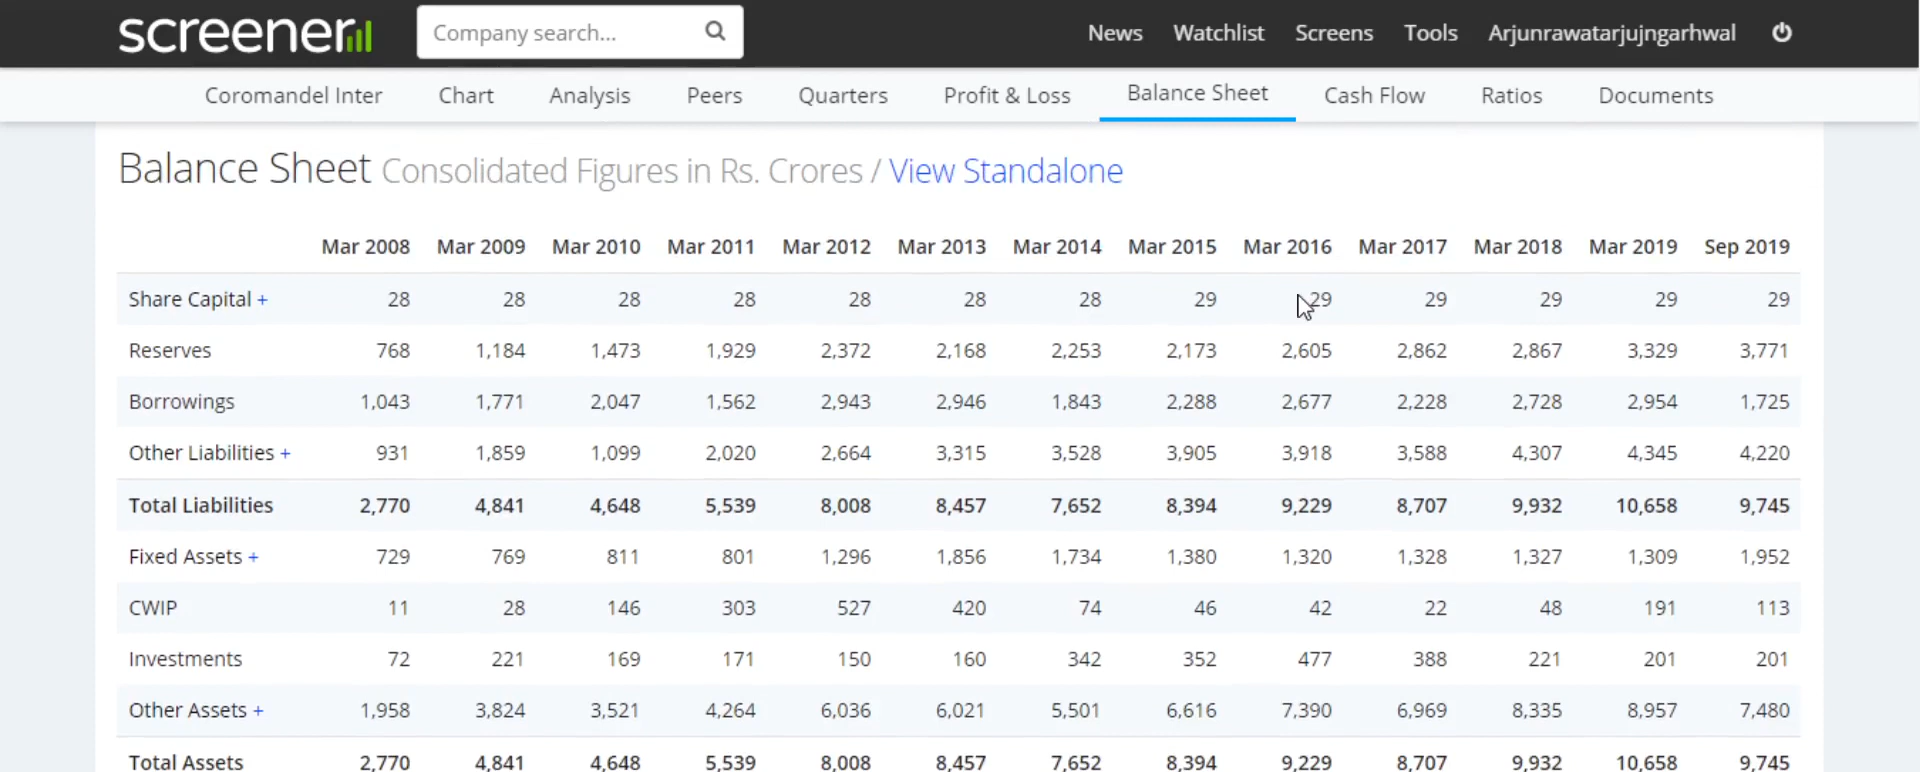 screener
Company search...
News Watchlist Screens Tools Arjunrawatarjujngarhwal
Coromandel Inter Chart Analysis Peers Quarters Profit & Loss Balance Sheet Cash Flow Ratios Documents
Balance Sheet Consolidated Figures in Rs. Crores / View Standalone
Mar 2008 Mar 2009 Mar 2010 Mar 2011 Mar 2012 Mar 2013 Mar 2014 Mar 2015 Mar 2016 Mar 2017 Mar 2018 Mar 2019 Sep 2019
Share Capital + 28 28 28 28 28 28 28 29 29 29 29 29 29
Reserves 768 1,184 1,473 1,929 2,372 2,168 2,253 2,173 2,605 2,862 2,867 3,329 3,771
Borrowings 1,043 1,771 2,047 1,562 2,943 2,946 1,843 2,288 2,677 2,228 2,728 2,954 1,725
Other Liabilities + 931 1,859 1,099 2,020 2,664 3,315 3,528 3,905 3,918 3,588 4,307 4,345 4,220
Total Liabilities 2,770 4,841 4,648 5,539 8,008 8,457 7,652 8,394 9,229 8,707 9,932 10,658 9,745
Fixed Assets + 729 769 811 801 1,296 1,856 1,734 1,380 1,320 1,328 1,327 1,309 1,952
CWIP 11 28 146 303 527 420 74 46 42 22 48 191 113
Investments 72 221 169 171 150 160 342 352 477 388 221 201 201
Other Assets + 1,958 3,824 3,521 4,264 6,036 6,021 5,501 6,616 7,390 6,969 8,335 8,957 7,480
Total Assets 2,770 4,841 4,648 5,539 8,008 8,457 7,652 8,394 9,229 8,707 9,932 10,658 9,745